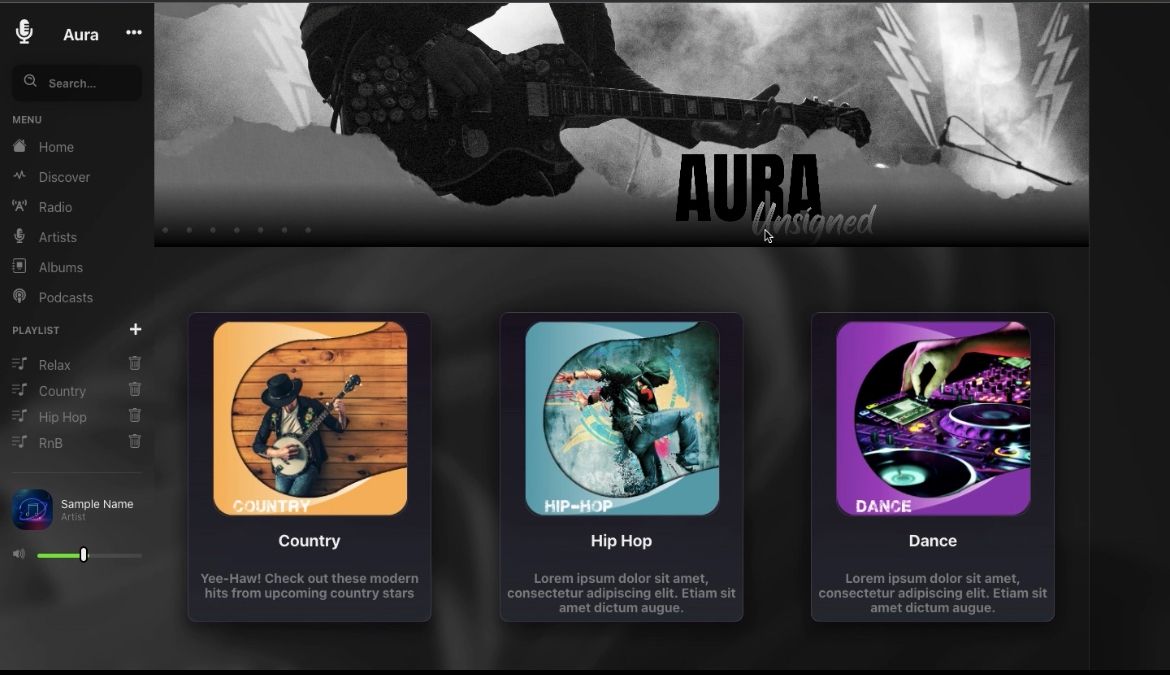 Aura
Search...
MENU
Home
Discover
Radio
Artists
Albums
Podcasts
PLAYLIST
Relax
Country
Hip Hop
RnB
Sample Name
Artist
AURA
Unsigned
COUNTRY
Country
Yee-Haw! Check out these modern
hits from upcoming country stars
HIP-HOP
Hip Hop
Lorem ipsum dolor sit amet,
consectetur adipiscing elit. Etiam sit
amet dictum augue.
DANCE
Dance
Lorem ipsum dolor sit amet,
consectetur adipiscing elit. Etiam sit
amet dictum augue.